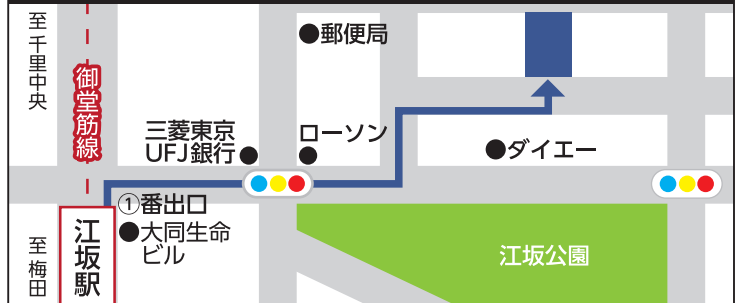 至千里中央
御堂筋線
●郵便局
三菱東京
UFJ銀行●
ローソン
●
●ダイエー
①番出口
●大同生命
ビル
江坂駅
至梅田
江坂公園